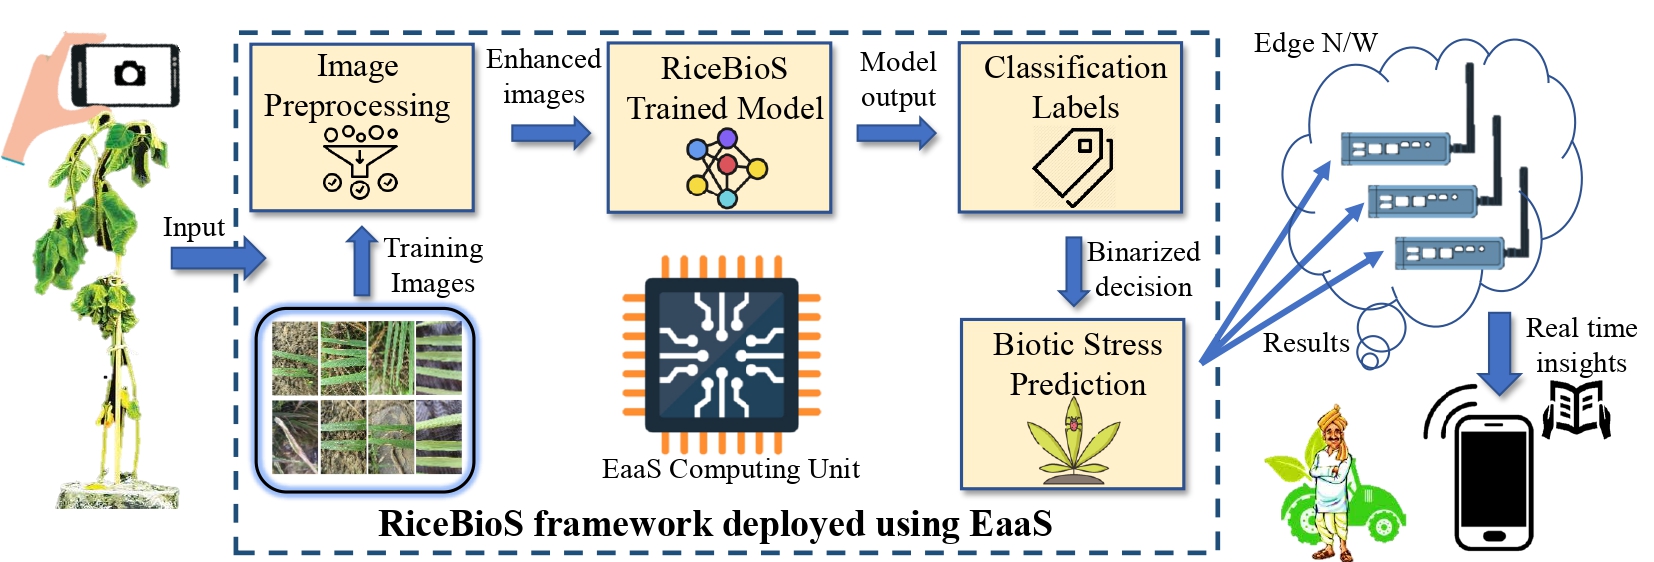 Image
Preprocessing
Enhanced
images
RiceBioS
Trained Model
Model
output
Classification
Labels
Edge N/W
Input
Training
Images
Binarized
decision
Biotic Stress
Prediction
Results
Real time
insights
EaaS Computing Unit
RiceBioS framework deployed using EaaS